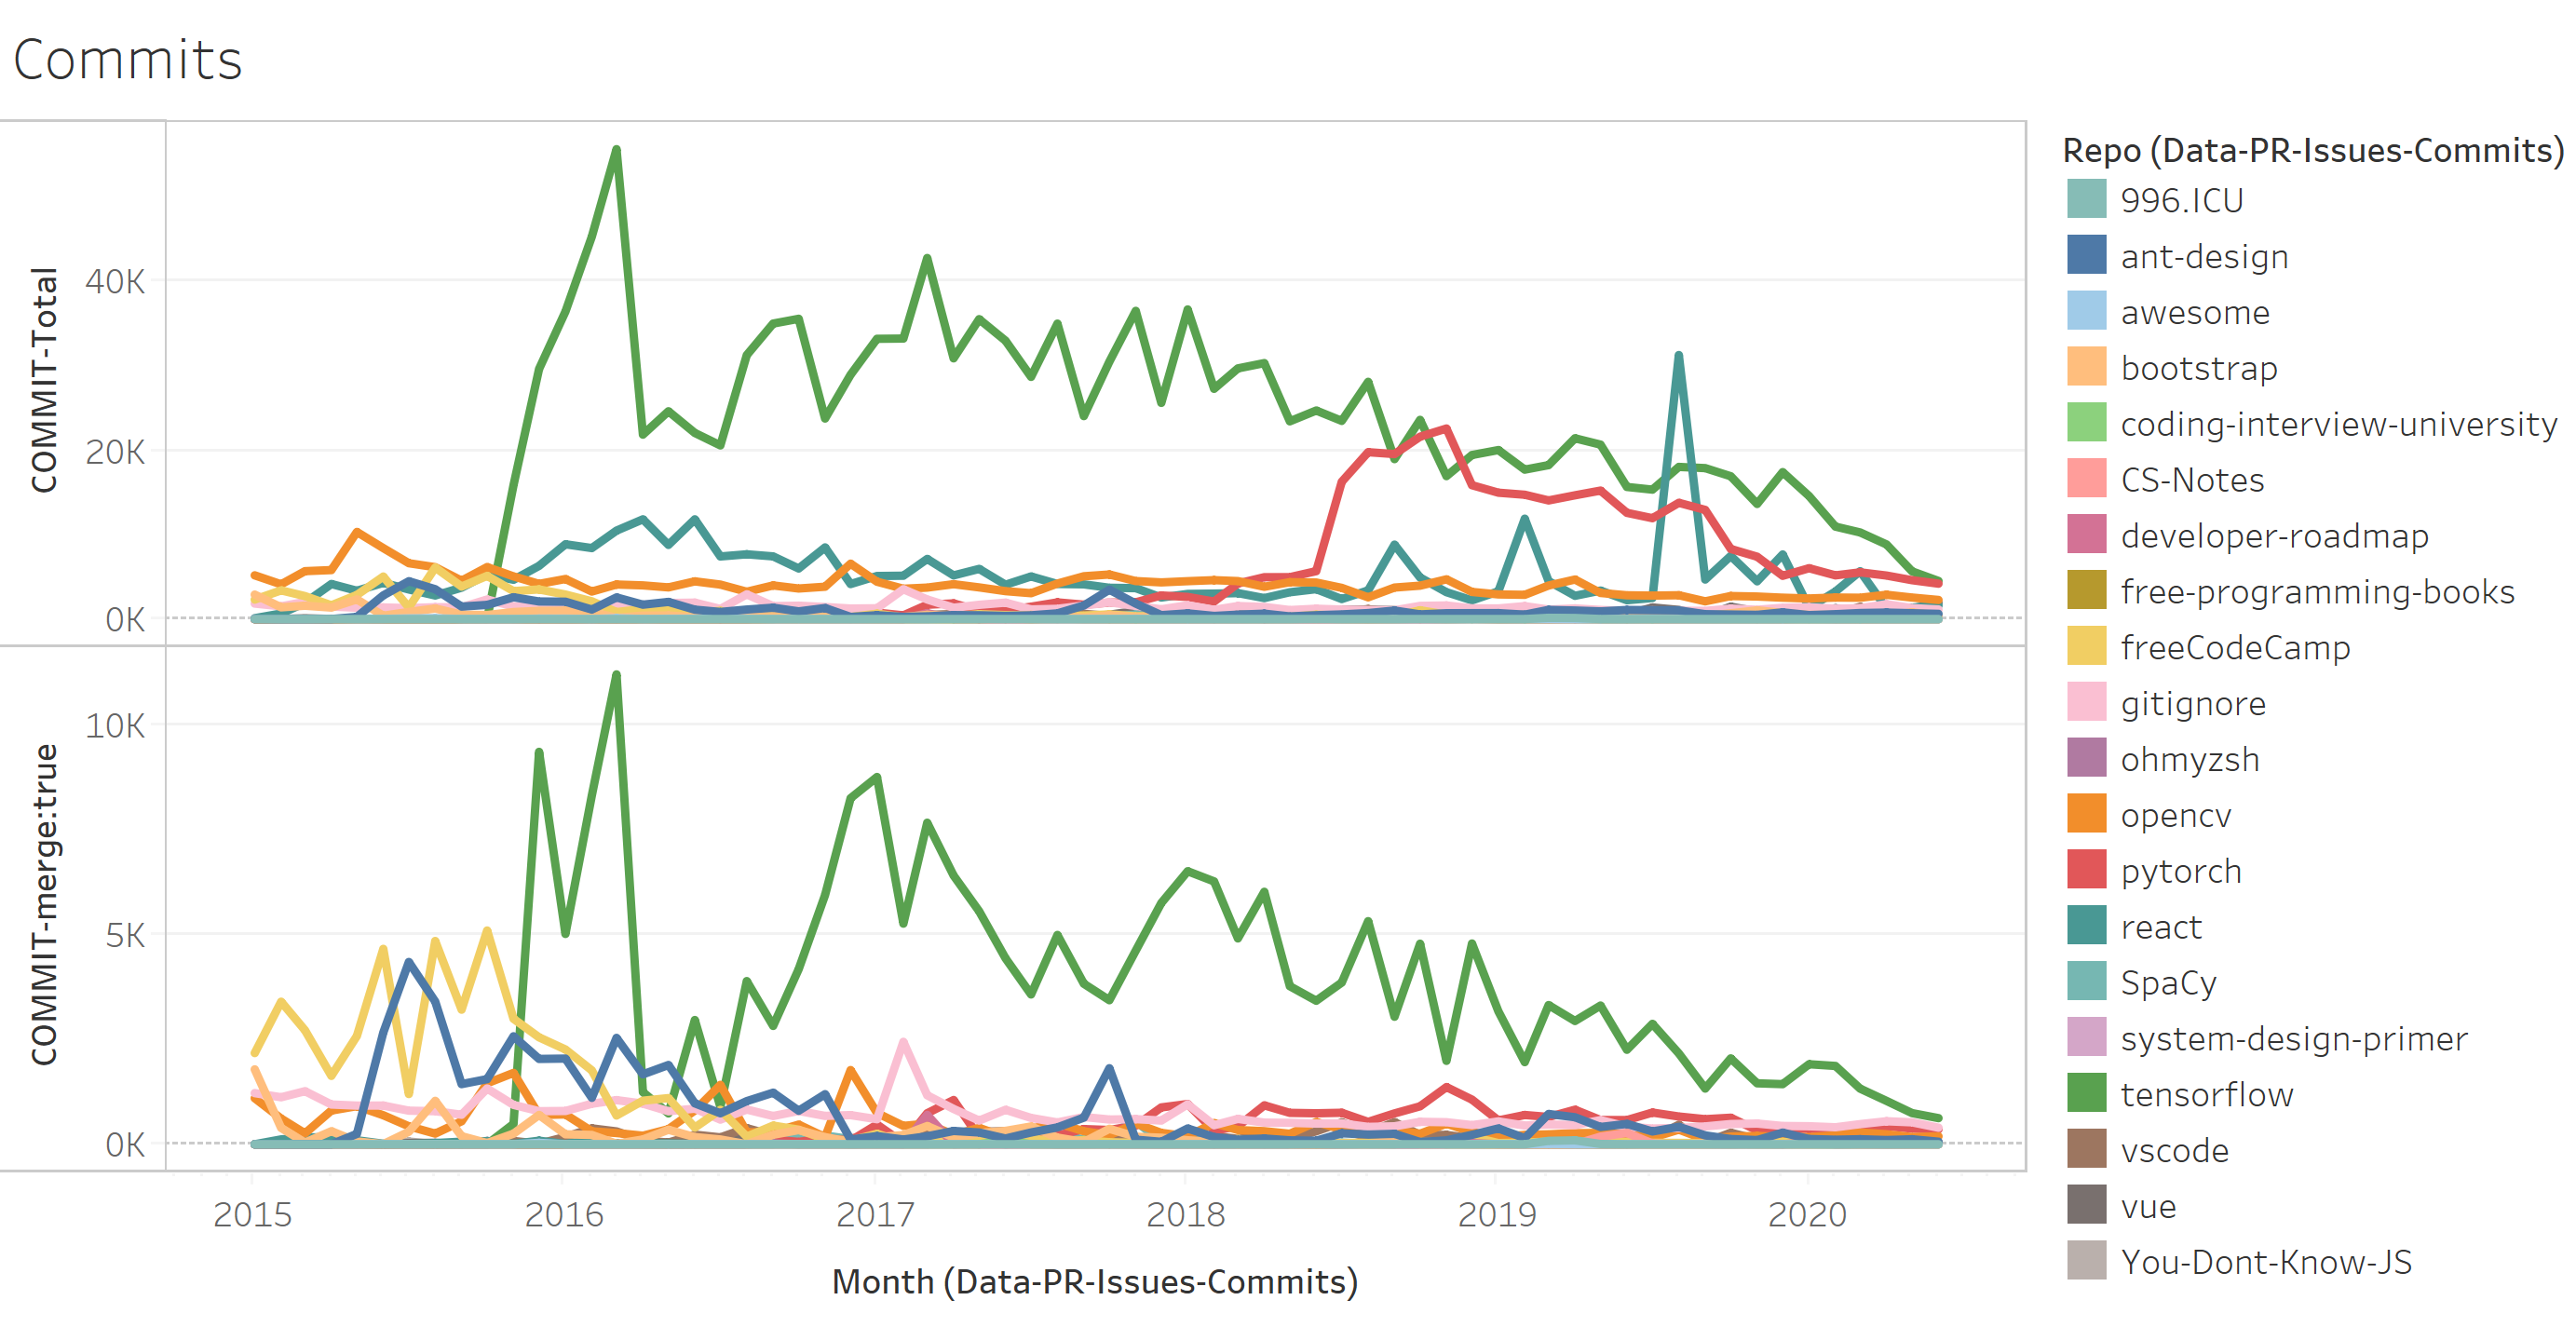 Commits
COMMIT-Total
40K
20K
0K
COMMIT-merge:true
10K
5K
0K
2015
2016
2017
2018
2019
2020
Month (Data-PR-Issues-Commits)
Repo (Data-PR-Issues-Commits)
996.ICU
ant-design
awesome
bootstrap
coding-interview-university
CS-Notes
developer-roadmap
free-programming-books
freeCodeCamp
gitignore
ohmyzsh
opencv
pytorch
react
SpaCy
system-design-primer
tensorflow
vscode
vue
You-Dont-Know-JS